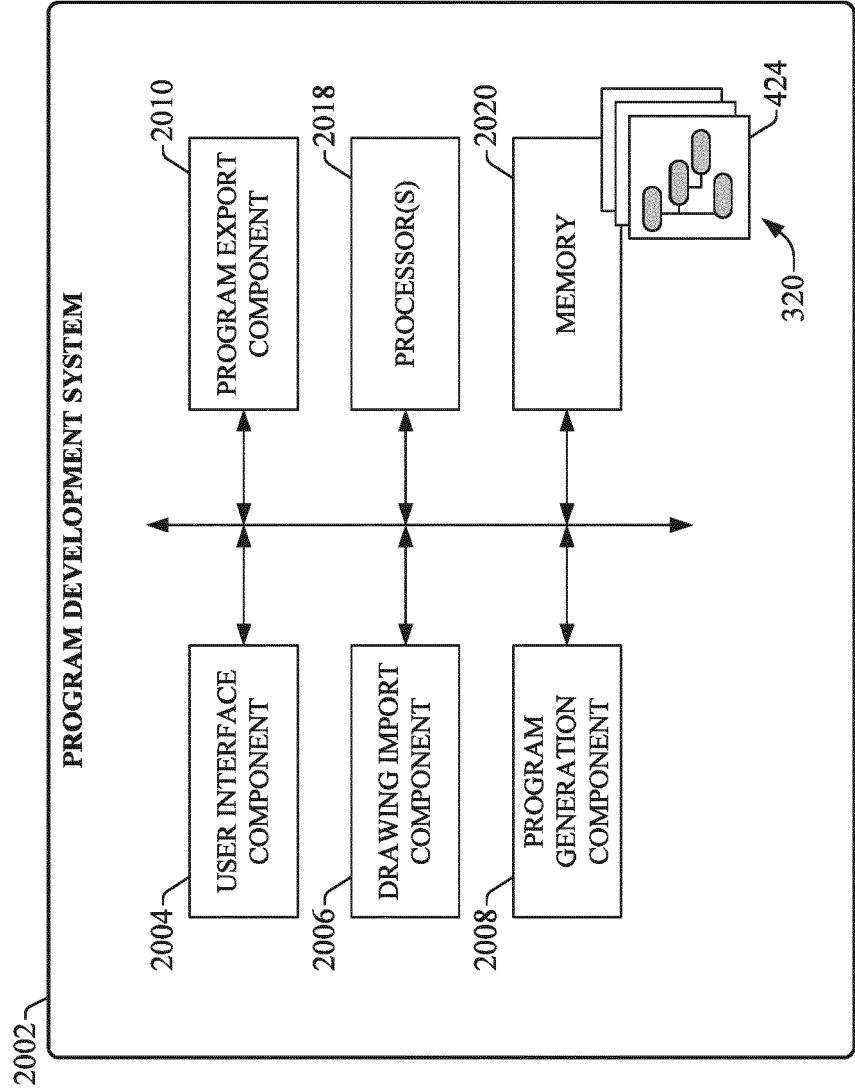 2002
PROGRAM DEVELOPMENT SYSTEM
2004
USER INTERFACE
COMPONENT
2010
PROGRAM EXPORT
COMPONENT
2006
DRAWING IMPORT
COMPONENT
2018
PROCESSOR(S)
2008
PROGRAM
GENERATION
COMPONENT
2020
MEMORY
424
320